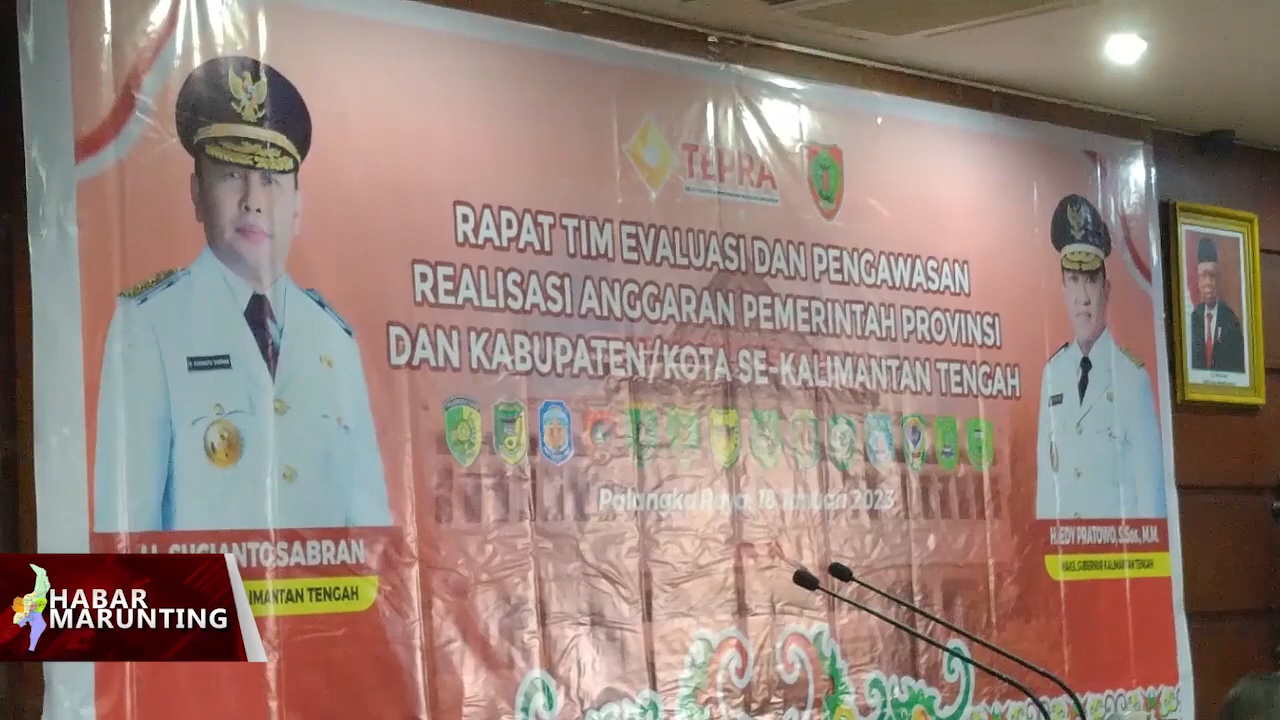 TEPRA
RAPAT TIM EVALUASI DAN PENGAWASAN
REALISASI ANGGARAN PEMERINTAH PROVINSI
DAN KABUPATEN/KOTA SE-KALIMANTAN TENGAH
Palangka Raya, 18 Januari 2023
H. SUGIANTO SABRAN
IMANTAN TENGAH
H. EDY PRATOWO, S.Sos., M.M.
WAKIL GUBERNUR KALIMANTAN TENGAH
HABAR
MARUNTING